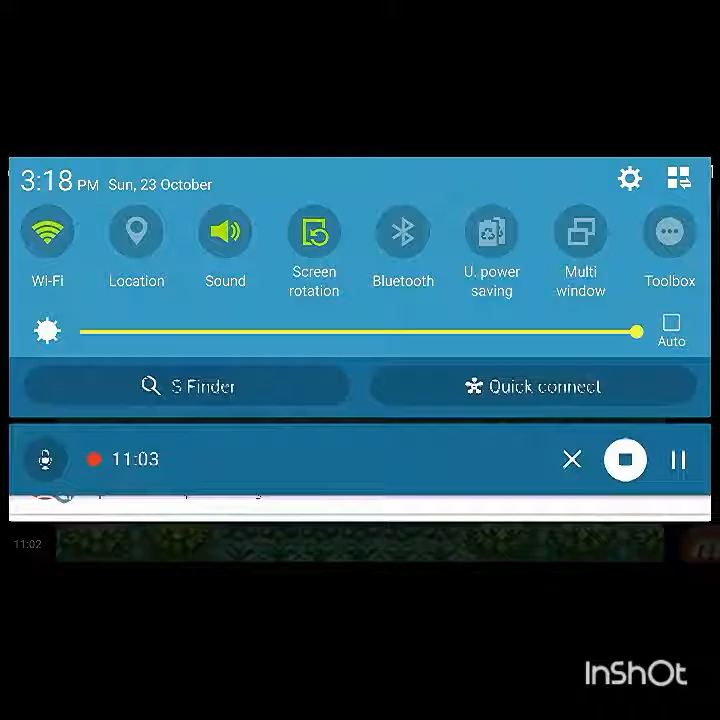 3:18 PM Sun, 23 October
Wi-Fi
Location
Sound
Screen rotation
Bluetooth
U. power saving
Multi window
Toolbox
Auto
S Finder
Quick connect
11:03
11:02
InShOt